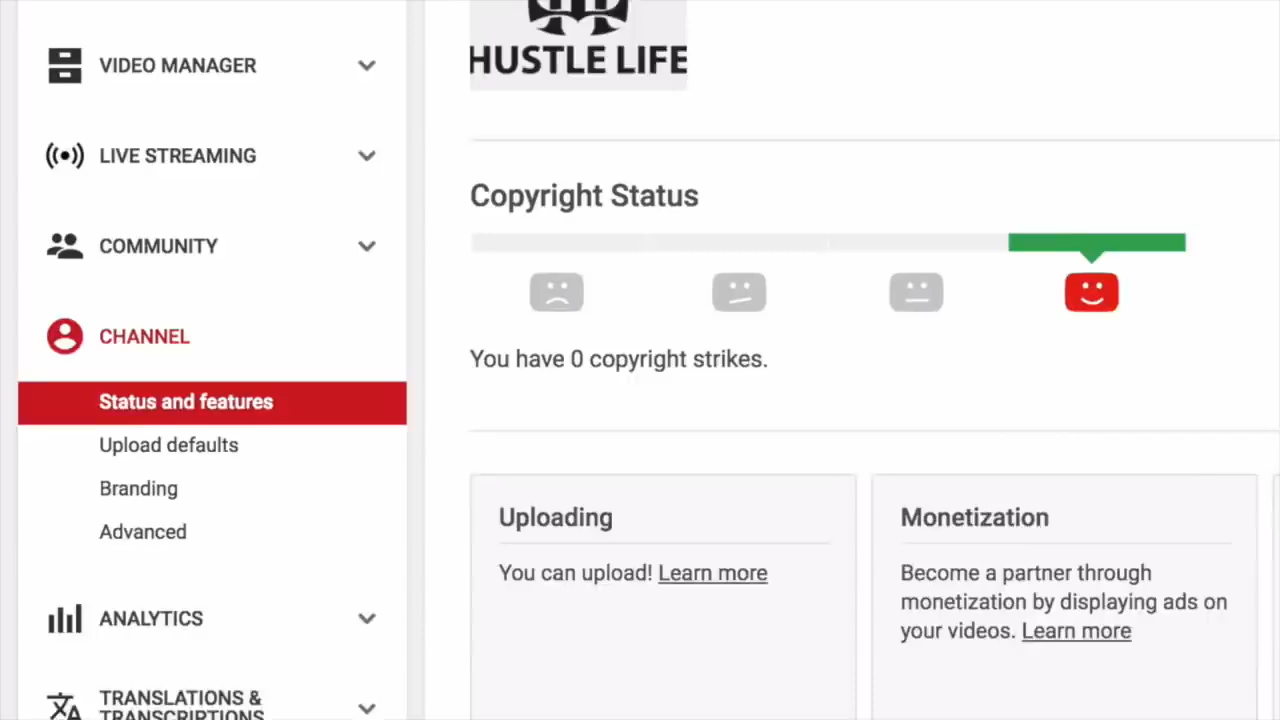 VIDEO MANAGER
LIVE STREAMING
COMMUNITY
CHANNEL
Status and features
Upload defaults
Branding
Advanced
ANALYTICS
TRANSLATIONS &
TRANSCRIPTIONS
HUSTLE LIFE
Copyright Status
You have 0 copyright strikes.
Uploading
You can upload! Learn more
Monetization
Become a partner through
monetization by displaying ads on
your videos. Learn more